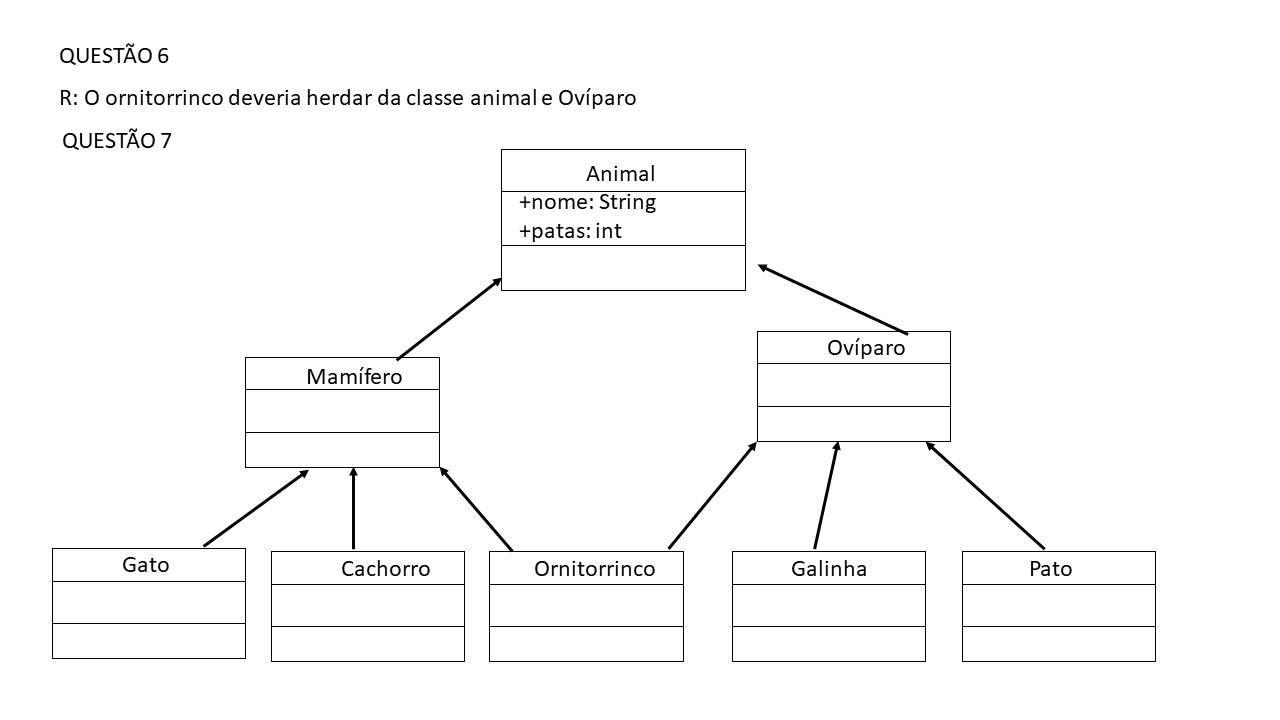 QUESTÃO 6
R: O ornitorrinco deveria herdar da classe animal e Ovíparo
QUESTÃO 7
Animal
+nome: String
+patas: int
Ovíparo
Mamífero
Gato
Cachorro
Ornitorrinco
Galinha
Pato